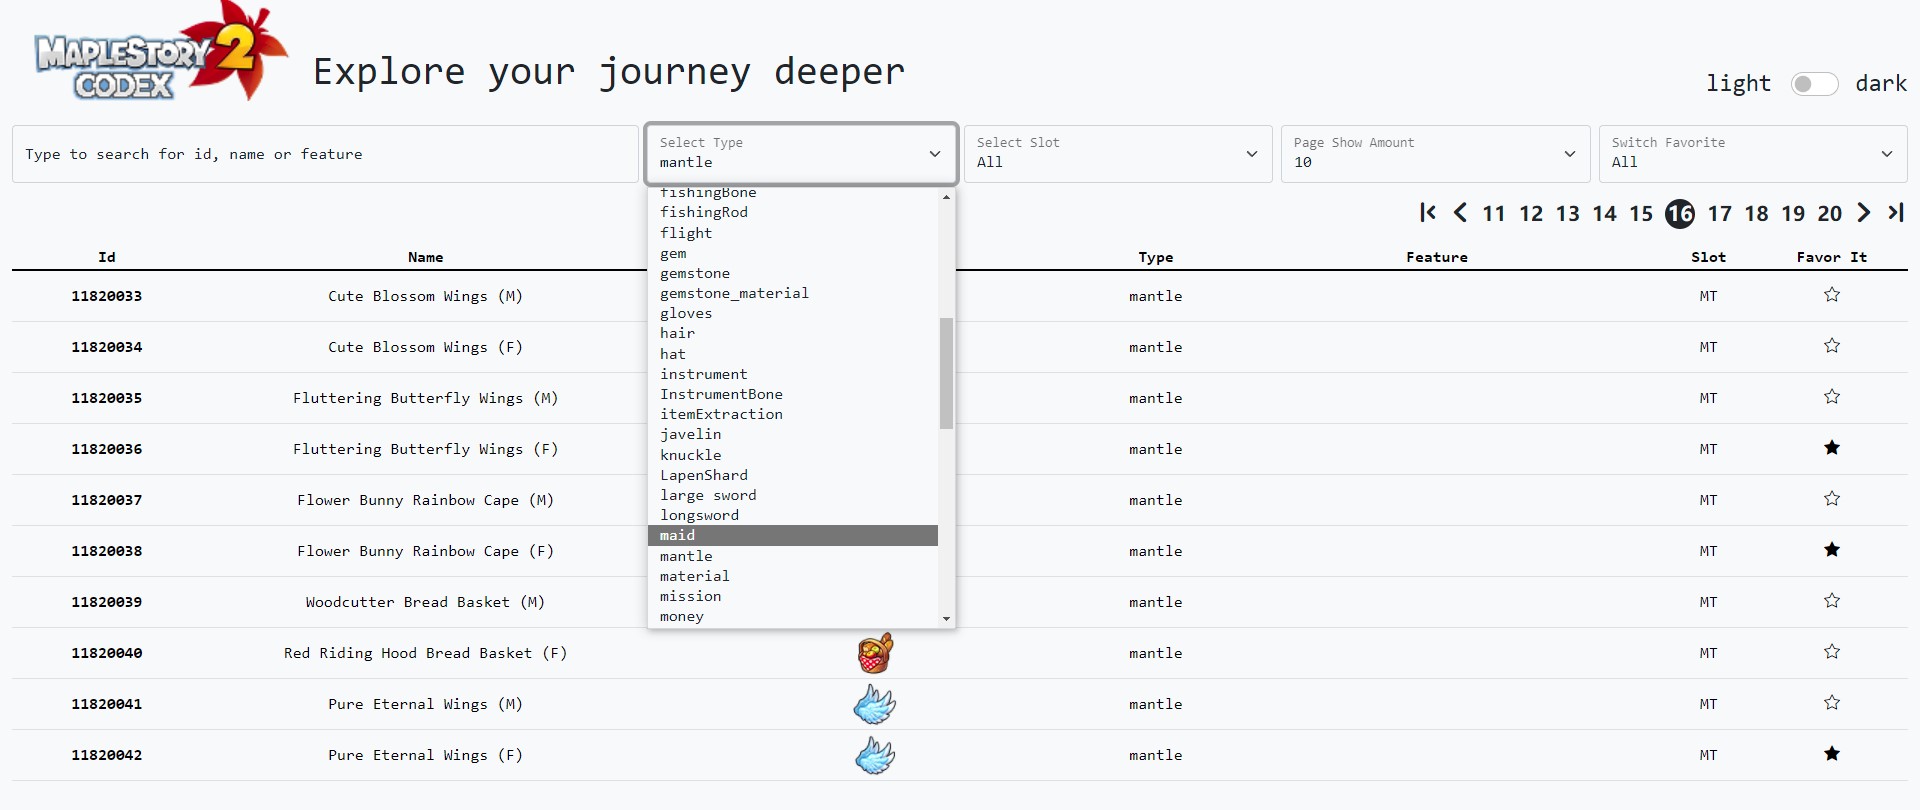 MAPLESTORY 2
CODEX
Explore your journey deeper
light dark
Type to search for id, name or feature
Select Type
mantle
Select Slot
All
Page Show Amount
10
Switch Favorite
All
fishingBone
fishingRod
flight
gem
gemstone
gemstone_material
gloves
hair
hat
instrument
InstrumentBone
itemExtraction
javelin
knuckle
LapenShard
large sword
longsword
maid
mantle
material
mission
money
11 12 13 14 15 16 17 18 19 20
Id Name Type Feature Slot Favor It
11820033 Cute Blossom Wings (M) mantle MT
11820034 Cute Blossom Wings (F) mantle MT
11820035 Fluttering Butterfly Wings (M) mantle MT
11820036 Fluttering Butterfly Wings (F) mantle MT
11820037 Flower Bunny Rainbow Cape (M) mantle MT
11820038 Flower Bunny Rainbow Cape (F) mantle MT
11820039 Woodcutter Bread Basket (M) mantle MT
11820040 Red Riding Hood Bread Basket (F) mantle MT
11820041 Pure Eternal Wings (M) mantle MT
11820042 Pure Eternal Wings (F) mantle MT